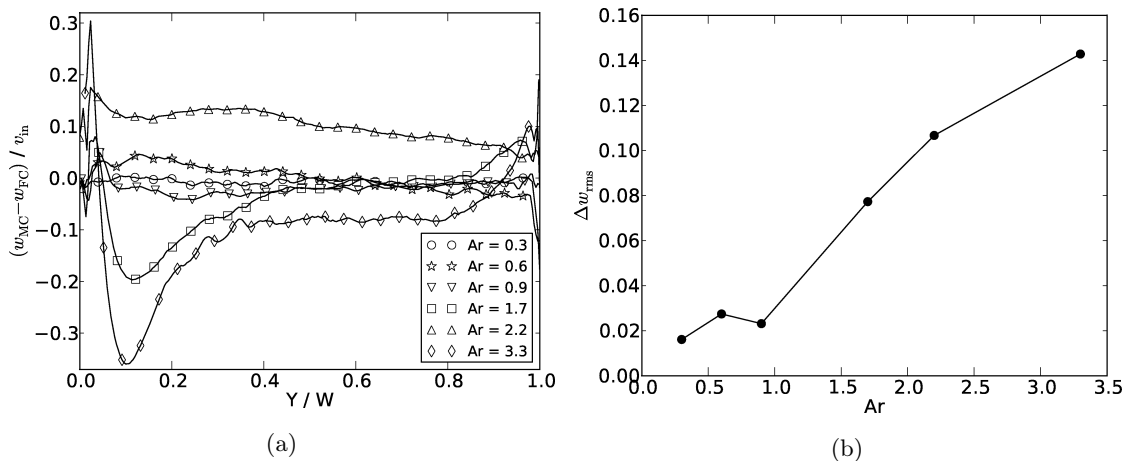 0.3
0.2
0.1
0.0
−0.1
−0.2
−0.3
(w_MC−w_FC) / v_in
0.0 0.2 0.4 0.6 0.8 1.0
Y / W
Ar = 0.3
Ar = 0.6
Ar = 0.9
Ar = 1.7
Ar = 2.2
Ar = 3.3
(a)
0.16
0.14
0.12
0.10
0.08
0.06
0.04
0.02
0.00
Δw_rms
0.0 0.5 1.0 1.5 2.0 2.5 3.0 3.5
Ar
(b)